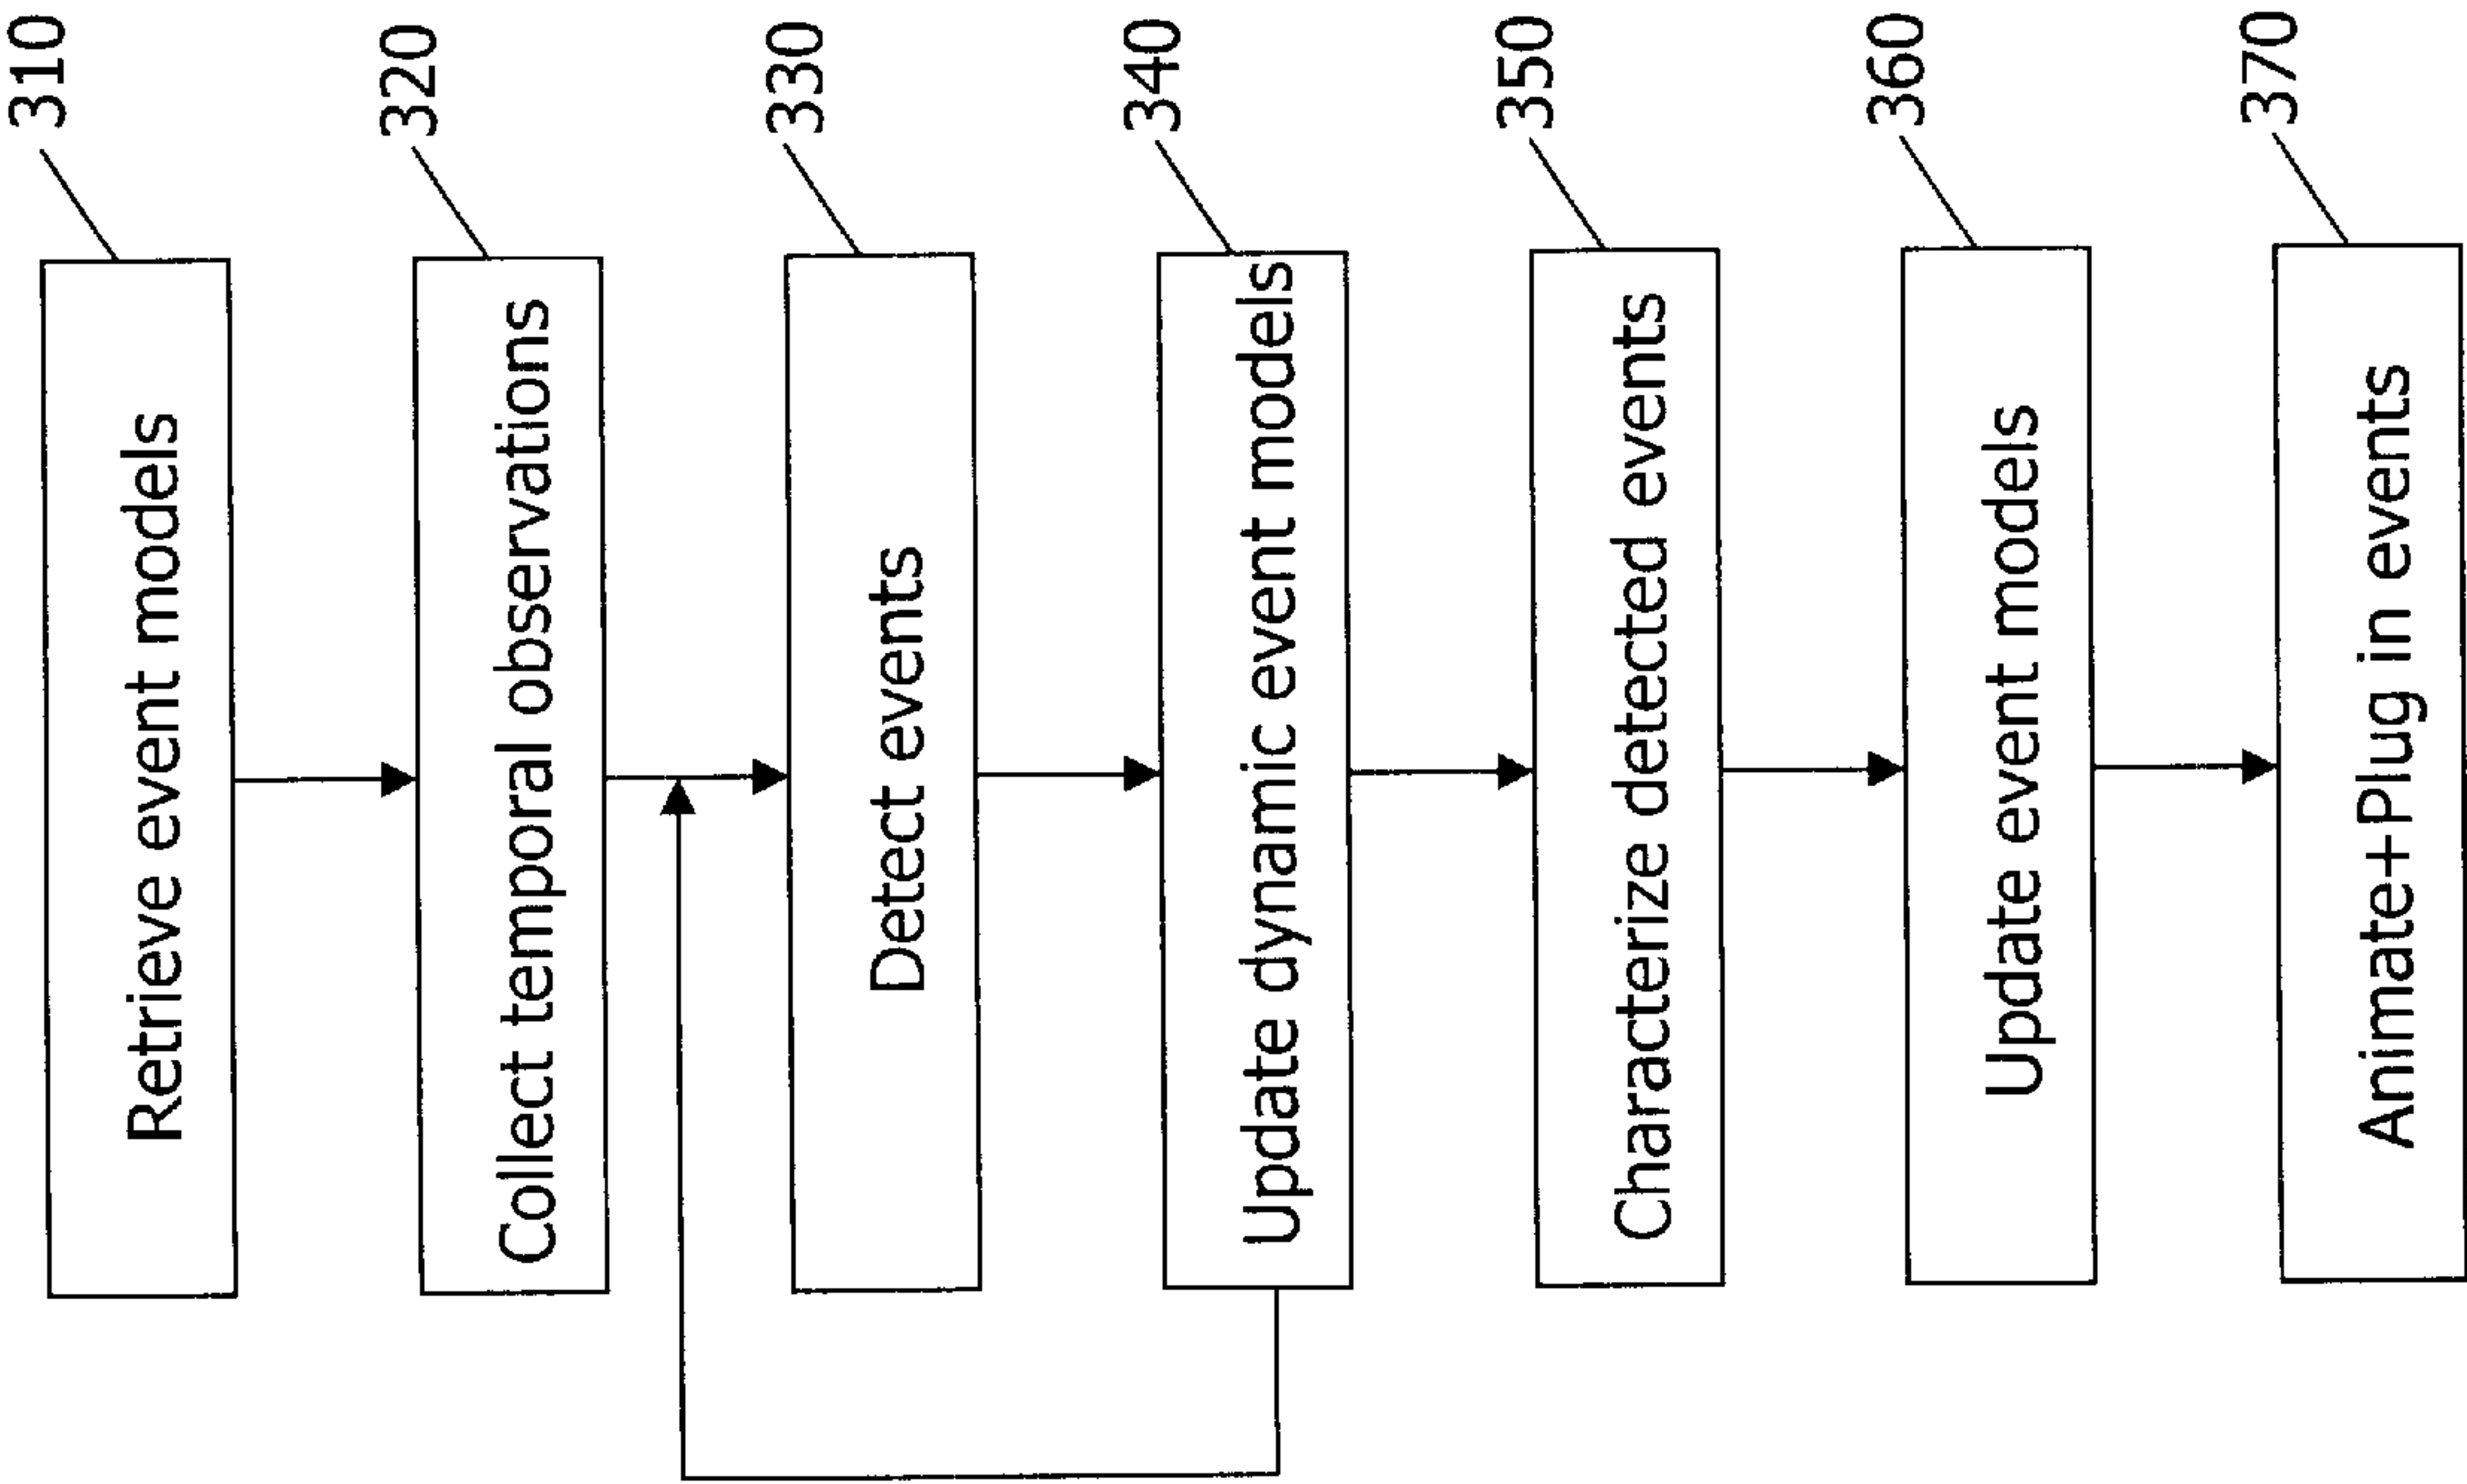 Retrieve event models
310
Collect temporal observations
320
Detect events
330
Update dynamic event models
340
Characterize detected events
350
Update event models
360
Animate+Plug in events
370